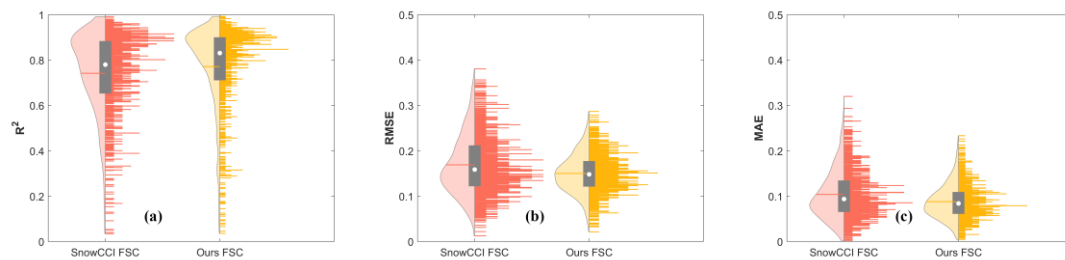 1
0.8
0.6
0.4
0.2
0
R²
(a)
SnowCCI FSC
Ours FSC
0.5
0.4
0.3
0.2
0.1
0
RMSE
(b)
SnowCCI FSC
Ours FSC
0.5
0.4
0.3
0.2
0.1
0
MAE
(c)
SnowCCI FSC
Ours FSC